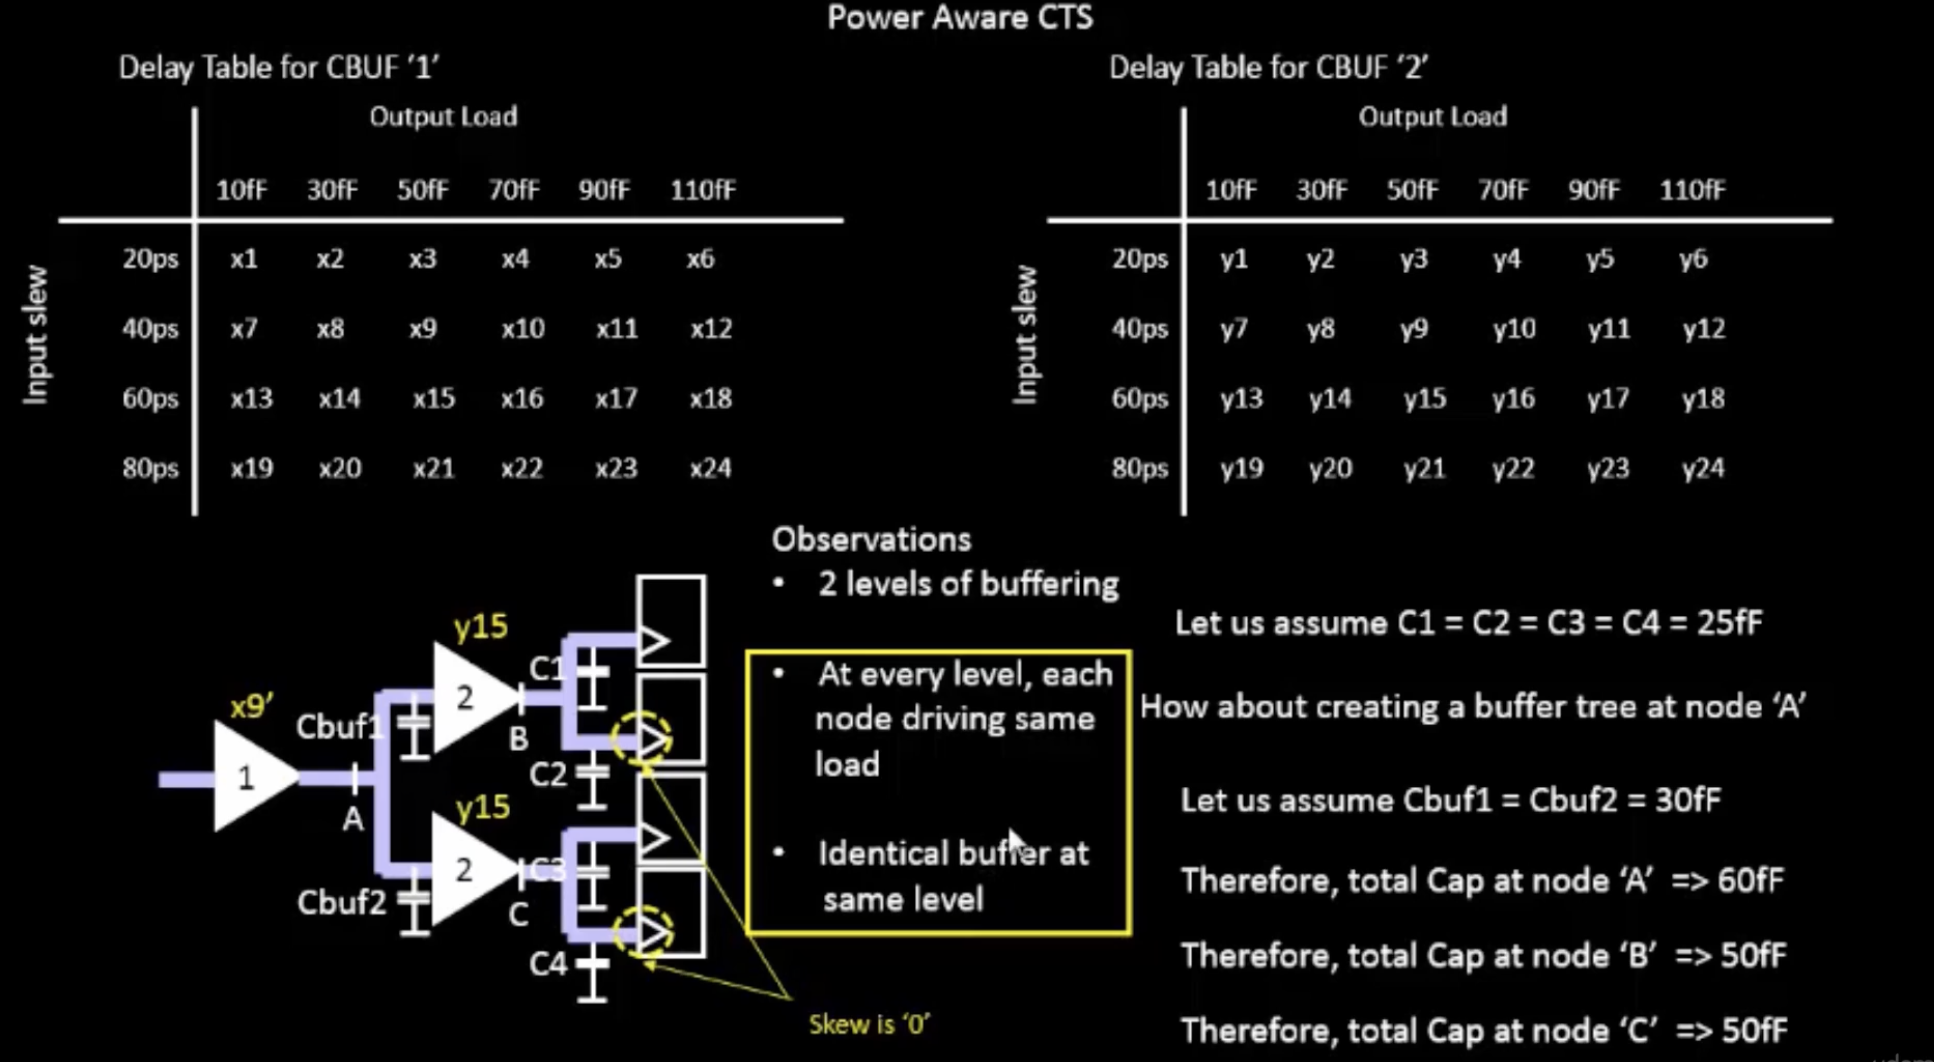 Power Aware CTS
Delay Table for CBUF ‘1’
Output Load
10fF 30fF 50fF 70fF 90fF 110fF
Input slew
20ps x1 x2 x3 x4 x5 x6
40ps x7 x8 x9 x10 x11 x12
60ps x13 x14 x15 x16 x17 x18
80ps x19 x20 x21 x22 x23 x24
Delay Table for CBUF ‘2’
Output Load
10fF 30fF 50fF 70fF 90fF 110fF
Input slew
20ps y1 y2 y3 y4 y5 y6
40ps y7 y8 y9 y10 y11 y12
60ps y13 y14 y15 y16 y17 y18
80ps y19 y20 y21 y22 y23 y24
x9’
1
A
Cbuf1
Cbuf2
y15
2
B
y15
2
C
C1
C2
C3
C4
Skew is ‘0’
Observations
• 2 levels of buffering
• At every level, each
node driving same
load
• Identical buffer at
same level
Let us assume C1 = C2 = C3 = C4 = 25fF
How about creating a buffer tree at node ‘A’
Let us assume Cbuf1 = Cbuf2 = 30fF
Therefore, total Cap at node ‘A’ => 60fF
Therefore, total Cap at node ‘B’ => 50fF
Therefore, total Cap at node ‘C’ => 50fF